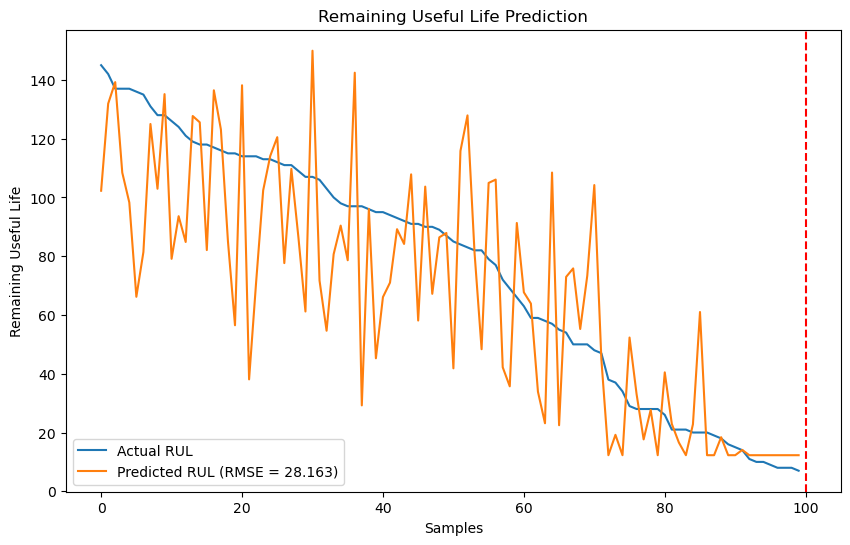 Remaining Useful Life Prediction
Remaining Useful Life
140
120
100
80
60
40
20
0
Actual RUL
Predicted RUL (RMSE = 28.163)
0 20 40 60 80 100
Samples